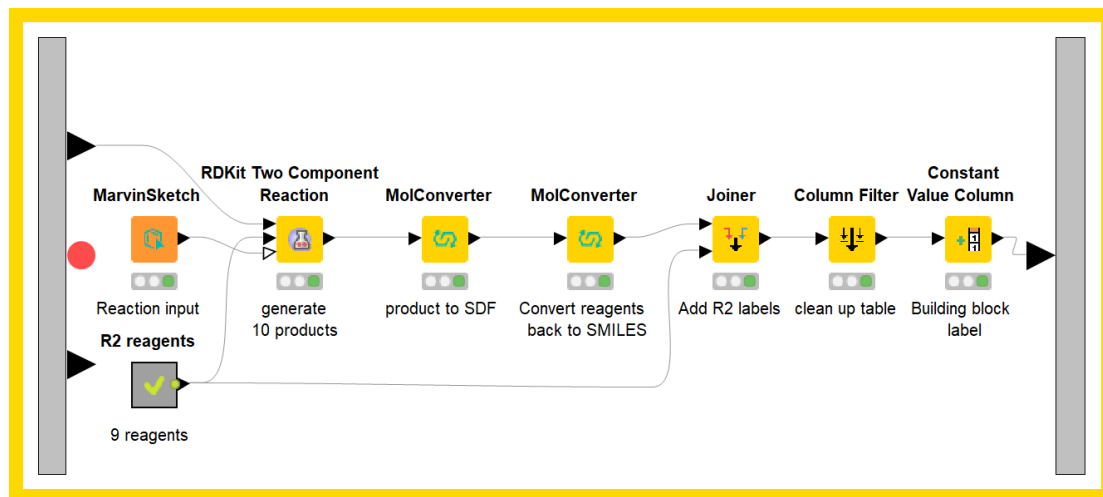 MarvinSketch
Reaction input
RDKit Two Component
Reaction
generate
10 products
MolConverter
product to SDF
MolConverter
Convert reagents
back to SMILES
Joiner
Add R2 labels
Column Filter
clean up table
Constant
Value Column
Building block
label
R2 reagents
9 reagents